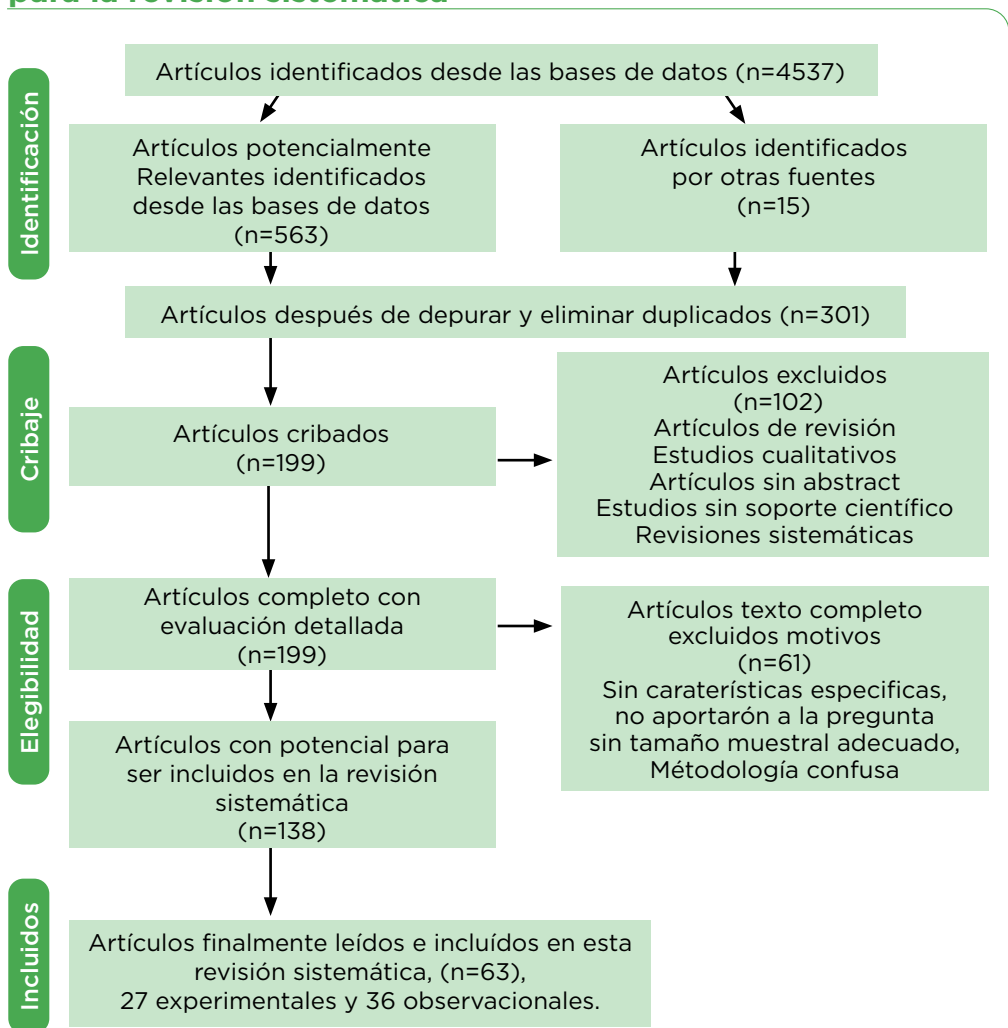 para la revisión sistemática
Identificación
Artículos identificados desde las bases de datos (n=4537)
Artículos potencialmente
Relevantes identificados
desde las bases de datos
(n=563)
Artículos identificados
por otras fuentes
(n=15)
Artículos después de depurar y eliminar duplicados (n=301)
Cribaje
Artículos cribados
(n=199)
Artículos excluidos
(n=102)
Artículos de revisión
Estudios cualitativos
Artículos sin abstract
Estudios sin soporte científico
Revisiones sistemáticas
Elegibilidad
Artículos completo con
evaluación detallada
(n=199)
Artículos texto completo
excluidos motivos
(n=61)
Sin caraterísticas especificas,
no aportarón a la pregunta
sin tamaño muestral adecuado,
Métodología confusa
Artículos con potencial para
ser incluidos en la revisión
sistemática
(n=138)
Incluidos
Artículos finalmente leídos e incluídos en esta
revisión sistemática, (n=63),
27 experimentales y 36 observacionales.